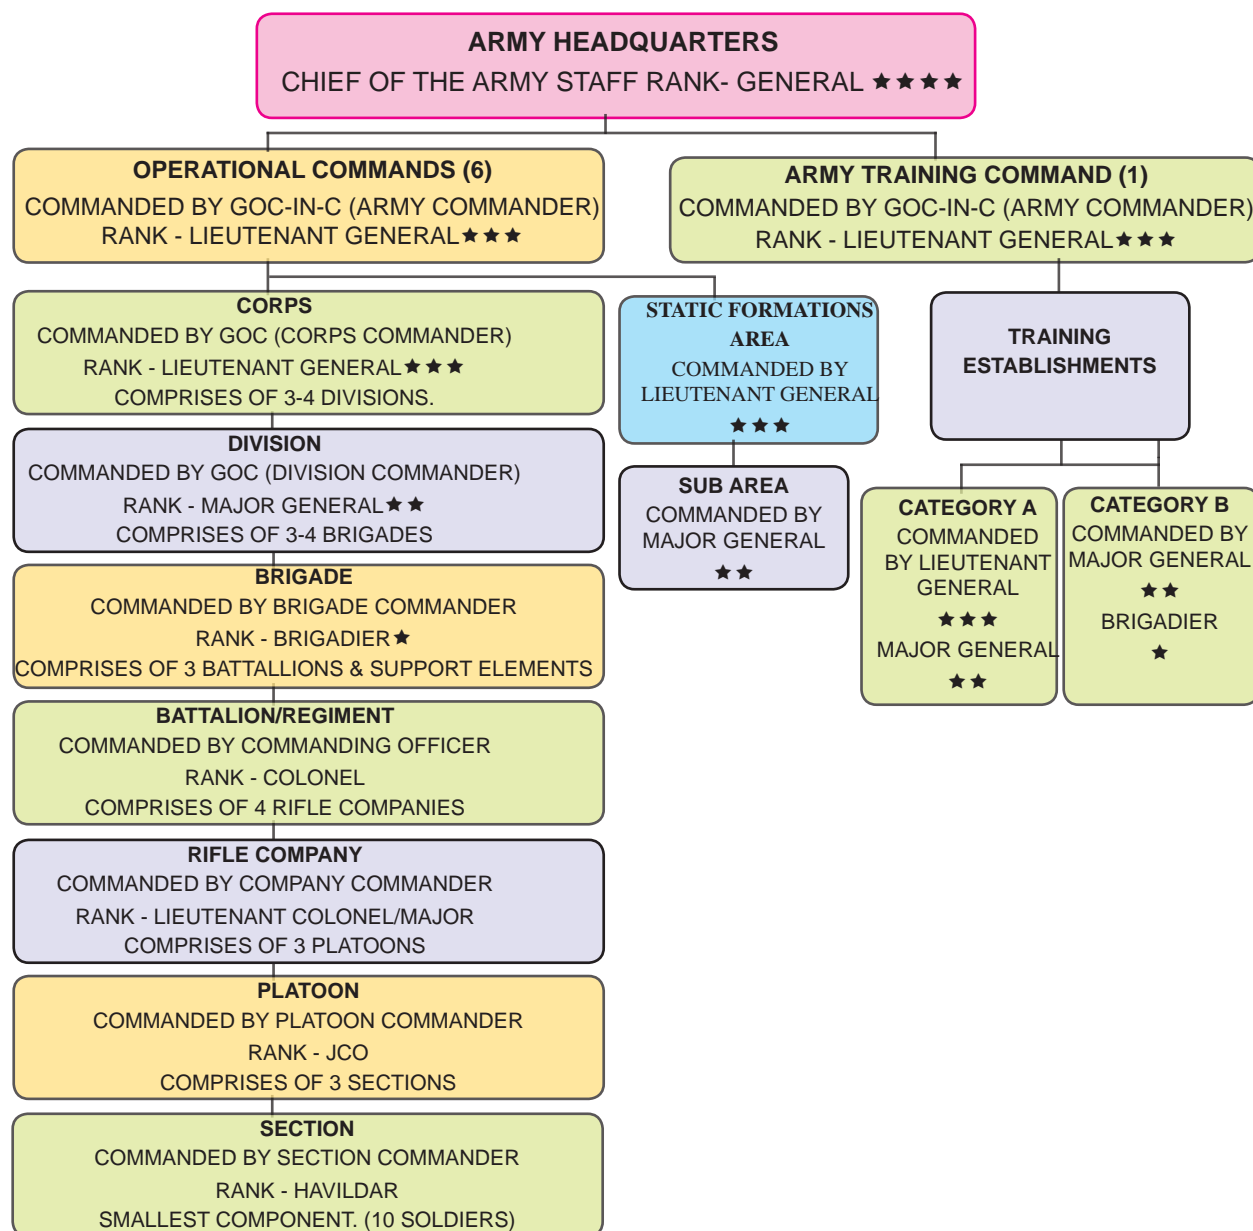 ARMY HEADQUARTERS
CHIEF OF THE ARMY STAFF RANK- GENERAL ★★★★
OPERATIONAL COMMANDS (6)
COMMANDED BY GOC-IN-C (ARMY COMMANDER)
RANK - LIEUTENANT GENERAL★★★
ARMY TRAINING COMMAND (1)
COMMANDED BY GOC-IN-C (ARMY COMMANDER)
RANK - LIEUTENANT GENERAL★★★
CORPS
COMMANDED BY GOC (CORPS COMMANDER)
RANK - LIEUTENANT GENERAL★★★
COMPRISES OF 3-4 DIVISIONS.
STATIC FORMATIONS
AREA
COMMANDED BY
LIEUTENANT GENERAL
★★★
TRAINING
ESTABLISHMENTS
DIVISION
COMMANDED BY GOC (DIVISION COMMANDER)
RANK - MAJOR GENERAL★★
COMPRISES OF 3-4 BRIGADES
SUB AREA
COMMANDED BY
MAJOR GENERAL
★★
CATEGORY A
COMMANDED
BY LIEUTENANT
GENERAL
★★★
MAJOR GENERAL
★★
CATEGORY B
COMMANDED BY
MAJOR GENERAL
★★
BRIGADIER
★
BRIGADE
COMMANDED BY BRIGADE COMMANDER
RANK - BRIGADIER★
COMPRISES OF 3 BATTALLIONS & SUPPORT ELEMENTS
BATTALION/REGIMENT
COMMANDED BY COMMANDING OFFICER
RANK - COLONEL
COMPRISES OF 4 RIFLE COMPANIES
RIFLE COMPANY
COMMANDED BY COMPANY COMMANDER
RANK - LIEUTENANT COLONEL/MAJOR
COMPRISES OF 3 PLATOONS
PLATOON
COMMANDED BY PLATOON COMMANDER
RANK - JCO
COMPRISES OF 3 SECTIONS
SECTION
COMMANDED BY SECTION COMMANDER
RANK - HAVILDAR
SMALLEST COMPONENT. (10 SOLDIERS)